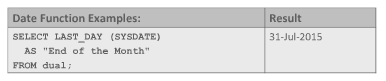 Date Function Examples:
Result
SELECT LAST_DAY (SYSDATE)
31-Jul-2015
AS "End of the Month"
FROM dual;